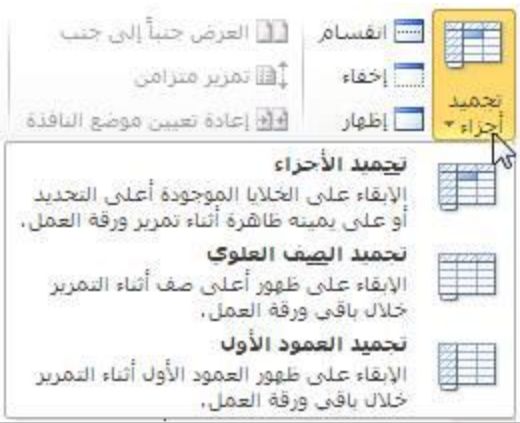 تجميد
أجزاء
انقسام
العرض جنباً إلى جنب
إخفاء
تمرير متزامن
إظهار
إعادة تعيين موضع النافذة
تجميد الأجزاء
الإبقاء على الخلايا الموجودة أعلى التحديد
أو على يمينه ظاهرة أثناء تمرير ورقة العمل.
تجميد الصف العلوي
الإبقاء على ظهور أعلى صف أثناء التمرير
خلال باقي ورقة العمل.
تجميد العمود الأول
الإبقاء على ظهور العمود الأول أثناء التمرير
خلال باقي ورقة العمل.